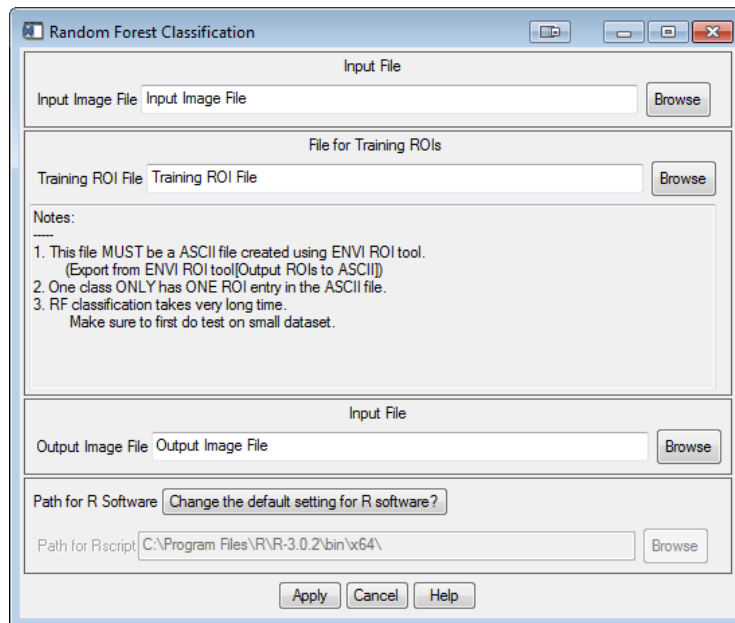 Random Forest Classification
Input File
Input Image File Input Image File Browse
File for Training ROIs
Training ROI File Training ROI File Browse
Notes:
-----
1. This file MUST be a ASCII file created using ENVI ROI tool.
(Export from ENVI ROI tool[Output ROIs to ASCII])
2. One class ONLY has ONE ROI entry in the ASCII file.
3. RF classification takes very long time.
Make sure to first do test on small dataset.
Input File
Output Image File Output Image File Browse
Path for R Software Change the default setting for R software?
Path for Rscript C:\Program Files\R\R-3.0.2\bin\x64\ Browse
Apply Cancel Help